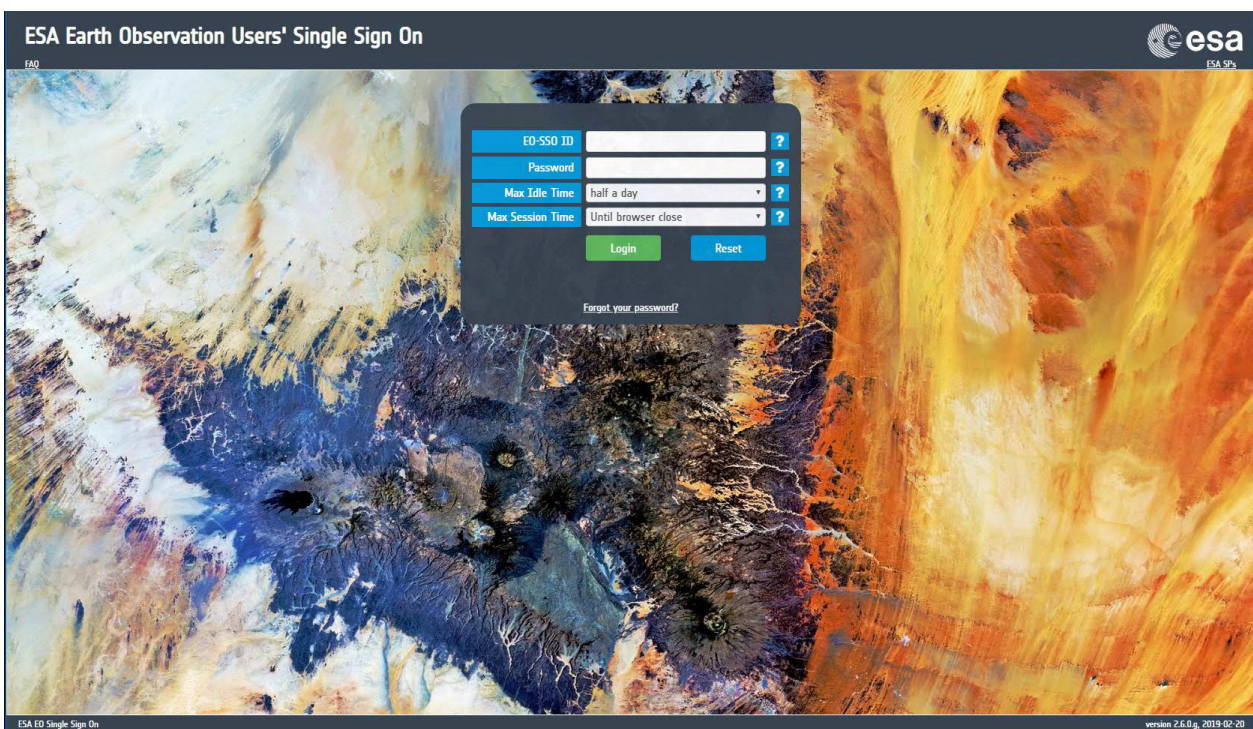 ESA Earth Observation Users' Single Sign On
esa
FAQ
ESA SPs
EO-SSO ID
?
Password
?
Max Idle Time
half a day
?
Max Session Time
Until browser close
?
Login
Reset
Forgot your password?
ESA EO Single Sign On
version 2.6.0.g, 2019-02-20